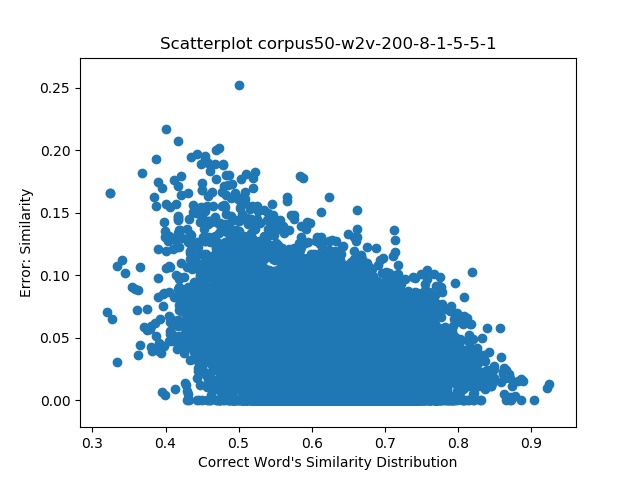 Scatterplot corpus50-w2v-200-8-1-5-5-1
0.25
0.20
0.15
0.10
0.05
0.00
Error: Similarity
0.3 0.4 0.5 0.6 0.7 0.8 0.9
Correct Word's Similarity Distribution